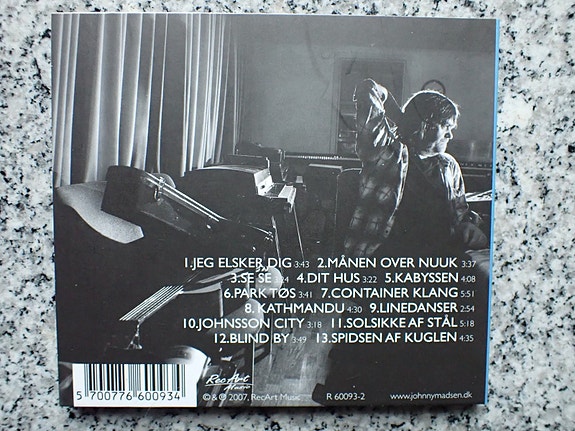 1.JEG ELSKER DIG 3:43 2.MÅNEN OVER NUUK 3:37
3.SE SE 4.DIT HUS 3:22 5.KABYSSEN 4:08
6.PARK TØS 3:41 7.CONTAINER KLANG 5:51
8. KATHMANDU 4:30 9.LINEDANSER 2:54
10.JOHNSSON CITY 3:18 11.SOLSIKKE AF STÅL 5:18
12.BLIND BY 3:49 13.SPIDSEN AF KUGLEN 4:35
RecArt Music
5 700776 600934
© & ℗ 2007, RecArt Music R 60093-2 www.johnnymadsen.dk